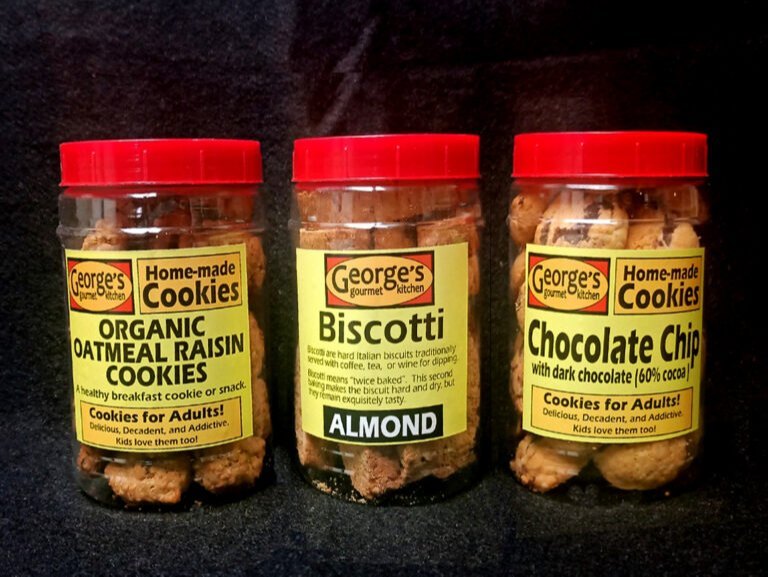 George's
gourmet kitchen
Home-made
Cookies
ORGANIC
OATMEAL RAISIN
COOKIES
A healthy breakfast cookie or snack.
Cookies for Adults!
Delicious, Decadent, and Addictive.
Kids love them too!
George's
gourmet kitchen
Biscotti
Biscotti are hard Italian biscuits traditionally
served with coffee, tea, or wine for dipping.
Biscotti means "twice baked". This second
baking makes the biscuit hard and dry, but
they remain exquisitely tasty.
ALMOND
George's
gourmet kitchen
Home-made
Cookies
Chocolate Chip
with dark chocolate (60% cocoa)
Cookies for Adults!
Delicious, Decadent, and Addictive.
Kids love them too!